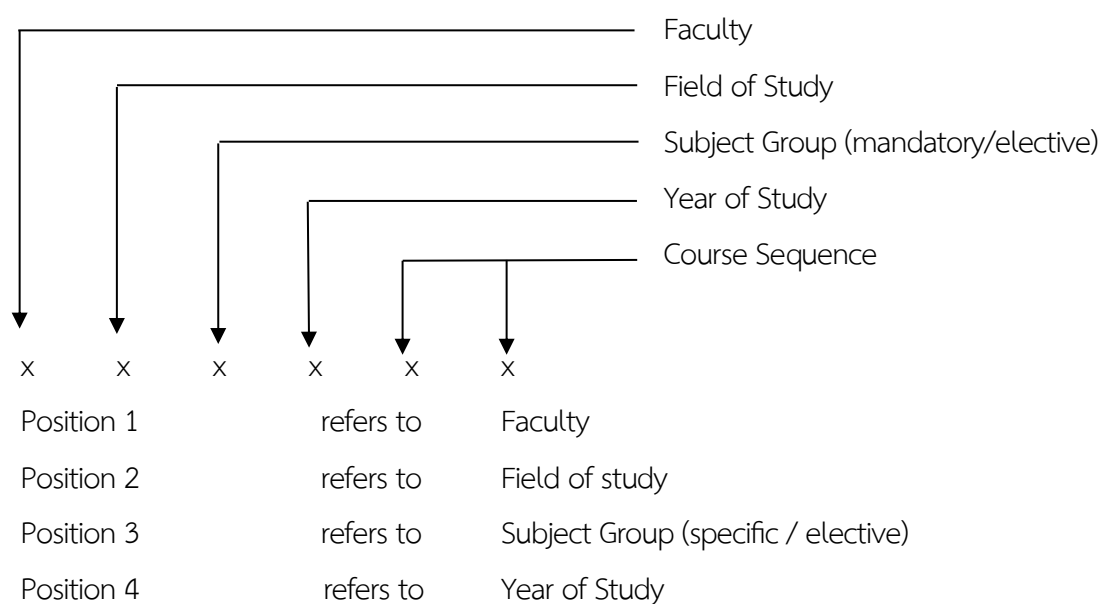 Faculty
Field of Study
Subject Group (mandatory/elective)
Year of Study
Course Sequence
x x x x x x
Position 1 refers to Faculty
Position 2 refers to Field of study
Position 3 refers to Subject Group (specific / elective)
Position 4 refers to Year of Study